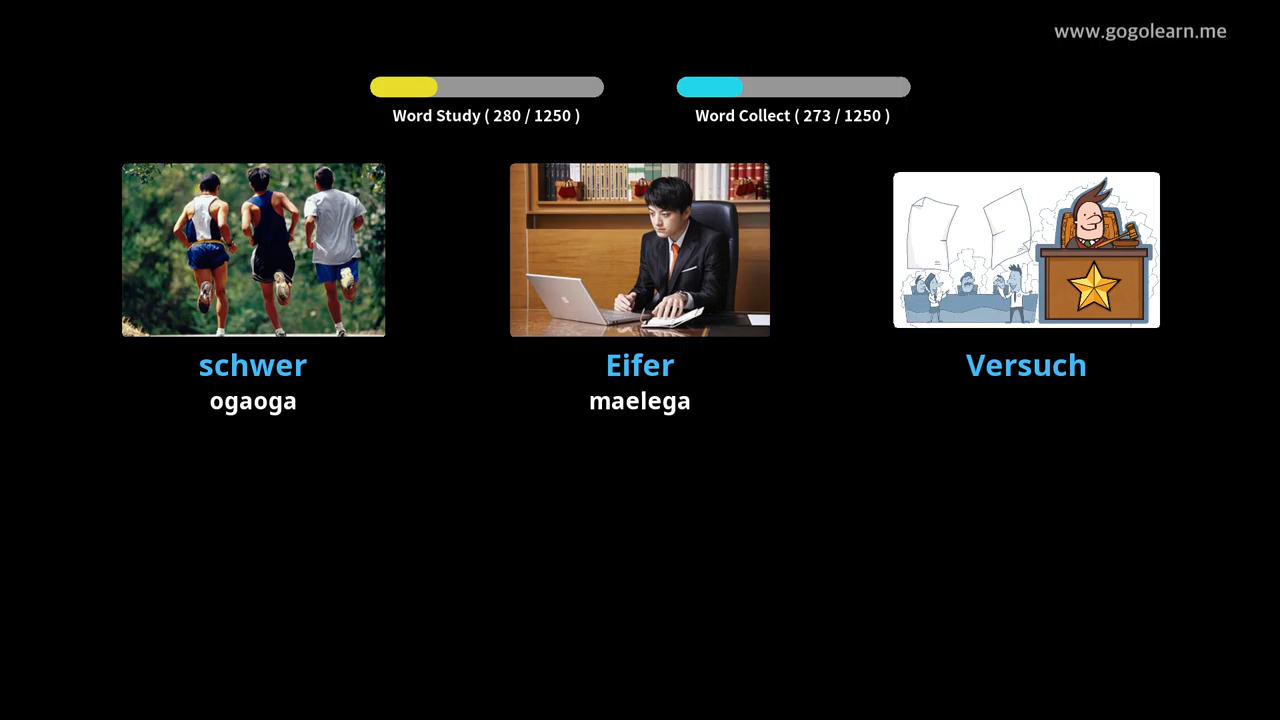 www.gogolearn.me
Word Study ( 280 / 1250 )
Word Collect ( 273 / 1250 )
schwer
Eifer
Versuch
ogaoga
maelega